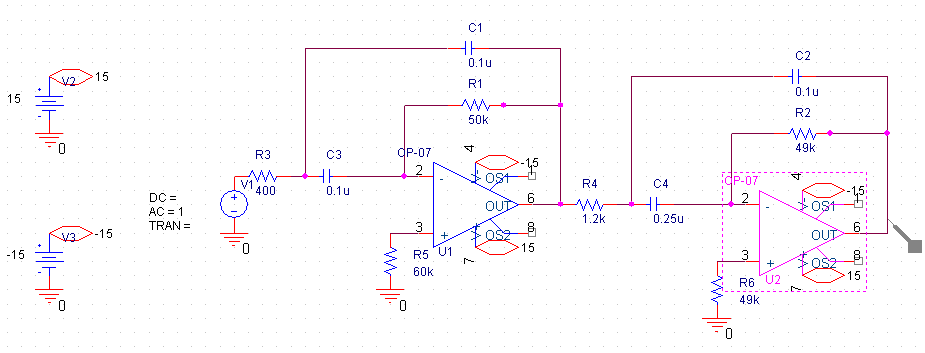 C1
0.1u
R1
50k
C2
0.1u
R2
49k
V2
15
15
0
R3
400
V1
DC =
AC = 1
TRAN =
0
C3
0.1u
OP-07
2
-
4
-15
OS1
1
OUT
6
3
+
OS2
8
15
7
U1
R5
60k
0
R4
1.2k
C4
0.25u
OP-07
2
-
4
-15
OS1
1
OUT
6
3
+
OS2
8
15
7
U2
R6
49k
0
V3
-15
-15
0